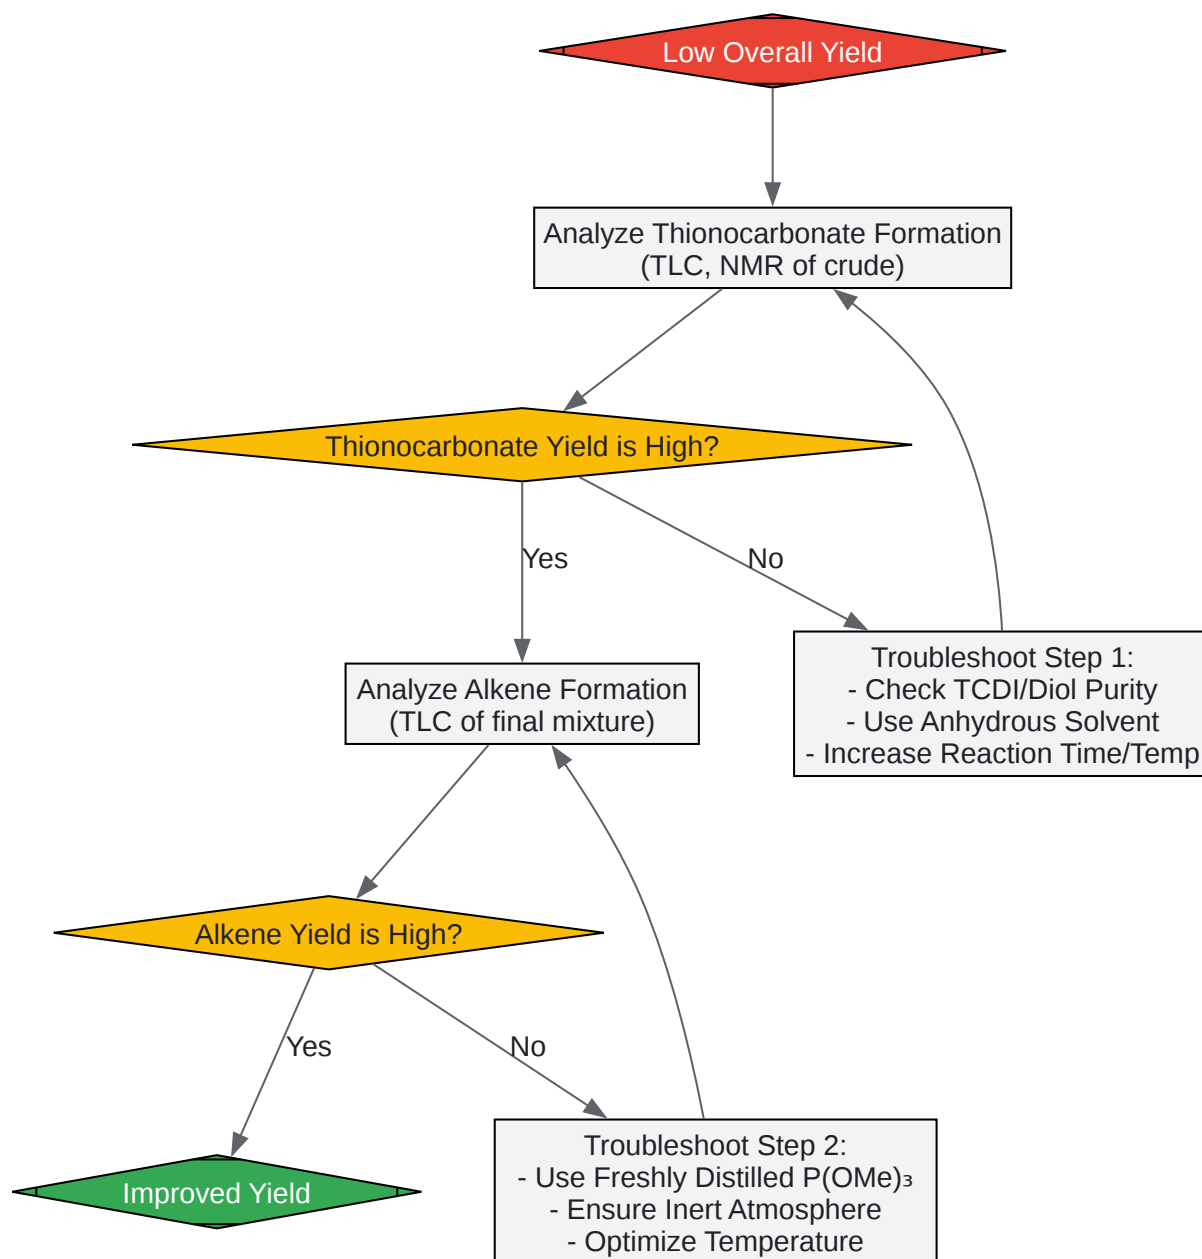 Low Overall Yield
Analyze Thionocarbonate Formation
(TLC, NMR of crude)
Thionocarbonate Yield is High?
Yes
No
Troubleshoot Step 1:
- Check TCDI/Diol Purity
- Use Anhydrous Solvent
- Increase Reaction Time/Temp
Analyze Alkene Formation
(TLC of final mixture)
Alkene Yield is High?
Yes
No
Improved Yield
Troubleshoot Step 2:
- Use Freshly Distilled P(OMe)₃
- Ensure Inert Atmosphere
- Optimize Temperature